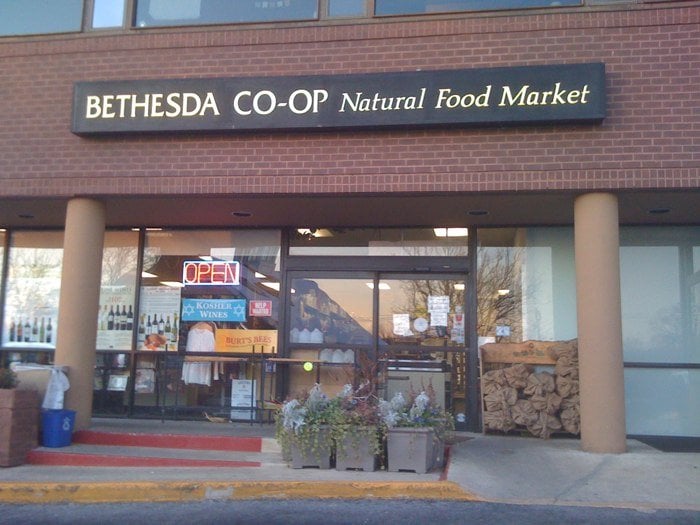 BETHESDA CO-OP Natural Food Market
OPEN
KOSHER
WINES
HELP
WANTED
BURT'S BEES